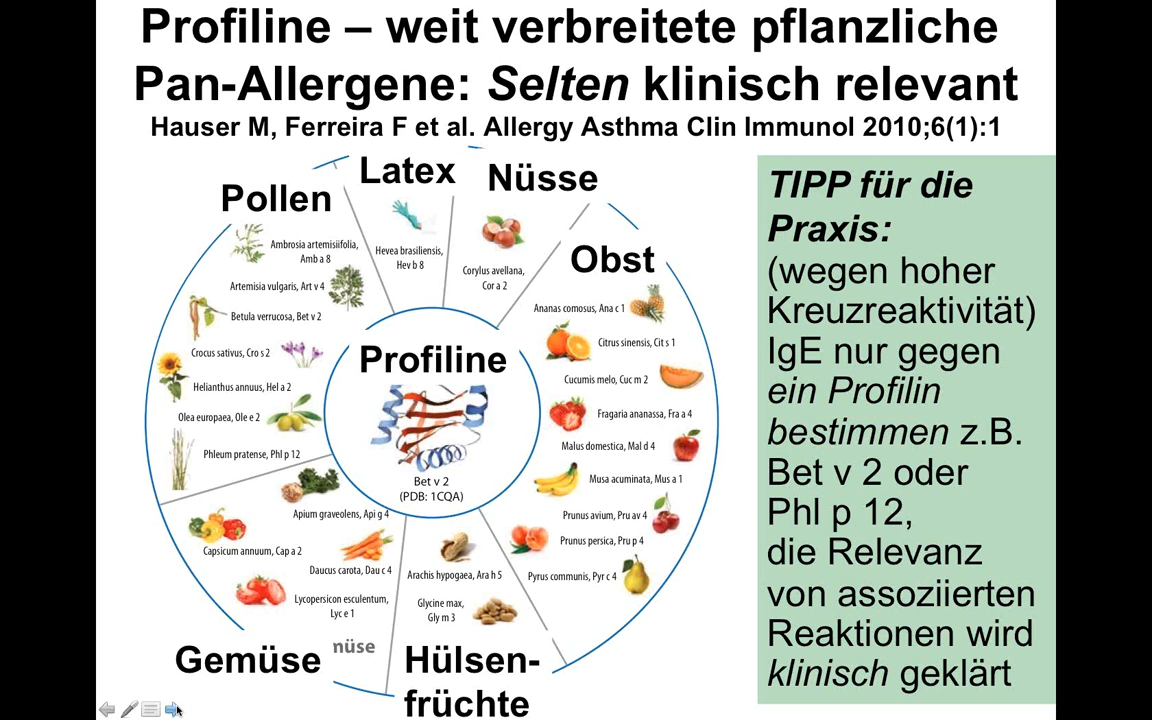 Profiline – weit verbreitete pflanzliche
Pan-Allergene: Selten klinisch relevant
Hauser M, Ferreira F et al. Allergy Asthma Clin Immunol 2010;6(1):1
Pollen
Ambrosia artemisiifolia,
Amb a 8
Artemisia vulgaris, Art v 4
Betula verrucosa, Bet v 2
Crocus sativus, Cro s 2
Helianthus annuus, Hel a 2
Olea europaea, Ole e 2
Phleum pratense, Phl p 12
Latex
Hevea brasiliensis,
Hev b 8
Nüsse
Corylus avellana,
Cor a 2
Obst
Ananas comosus, Ana c 1
Citrus sinensis, Cit s 1
Cucumis melo, Cuc m 2
Fragaria ananassa, Fra a 4
Malus domestica, Mal d 4
Musa acuminata, Mus a 1
Prunus avium, Pru av 4
Prunus persica, Pru p 4
Pyrus communis, Pyr c 4
Profiline
Bet v 2
(PDB: 1CQA)
Apium graveolens, Api g 4
Capsicum annuum, Cap a 2
Daucus carota, Dau c 4
Lycopersicon esculentum,
Lyc e 1
Gemüse
nüse
Arachis hypogaea, Ara h 5
Glycine max,
Gly m 3
Hülsen-
früchte
TIPP für die
Praxis:
(wegen hoher
Kreuzreaktivität)
IgE nur gegen
ein Profilin
bestimmen z.B.
Bet v 2 oder
Phl p 12,
die Relevanz
von assoziierten
Reaktionen wird
klinisch geklärt